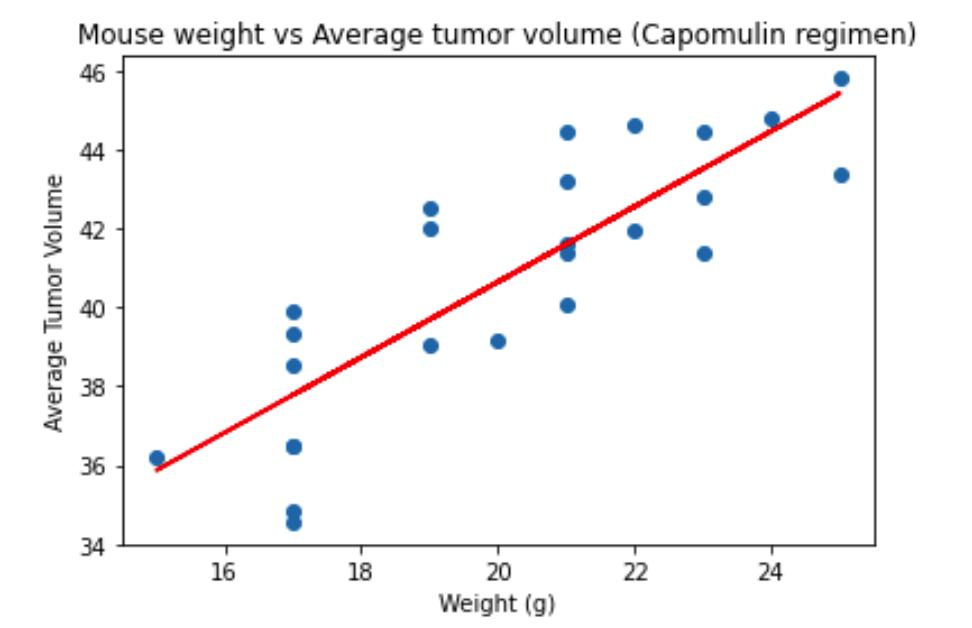 Mouse weight vs Average tumor volume (Capomulin regimen)
46
44
42
40
38
36
34
Average Tumor Volume
16 18 20 22 24
Weight (g)